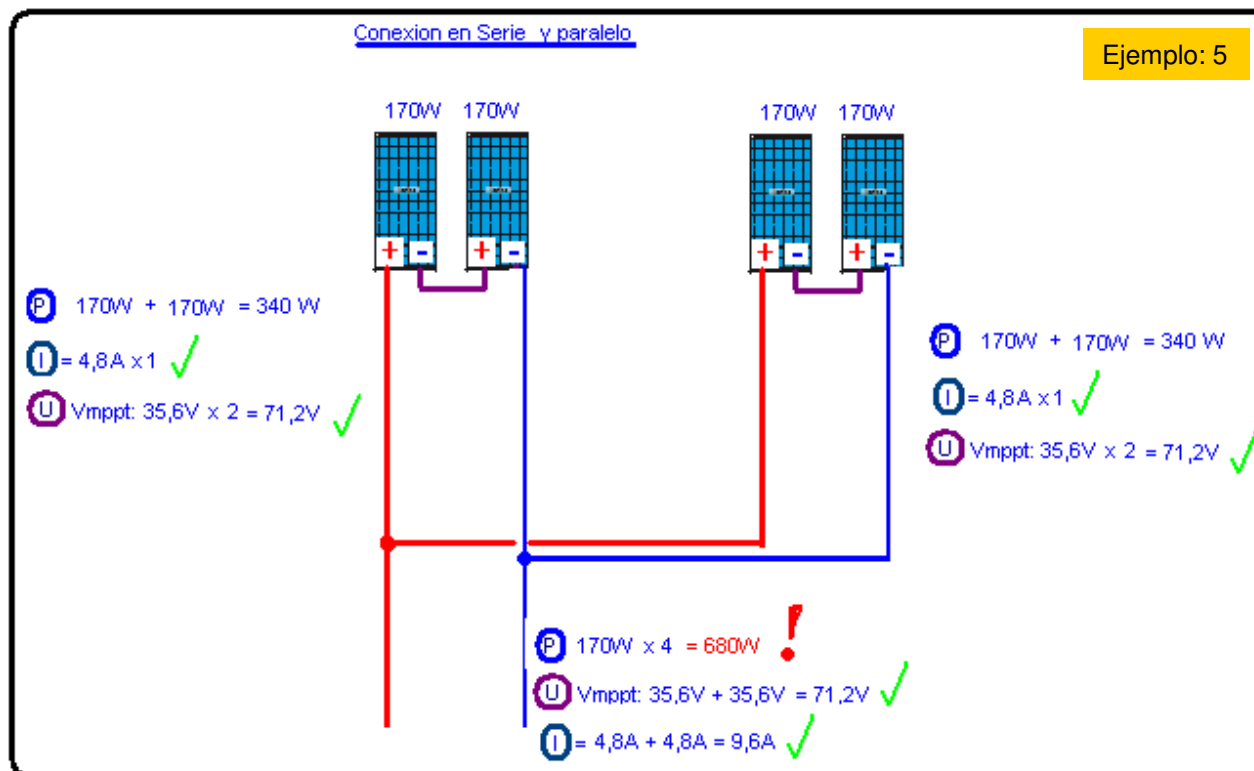 Conexion en Serie y paralelo
Ejemplo: 5
170W 170W
170W 170W
+ - + -
+ - + -
P 170W + 170W = 340 W
I = 4,8A x1
U Vmppt: 35,6V x 2 = 71,2V
P 170W + 170W = 340 W
I = 4,8A x1
U Vmppt: 35,6V x 2 = 71,2V
P 170W x 4 = 680W !
U Vmppt: 35,6V + 35,6V = 71,2V
I = 4,8A + 4,8A = 9,6A